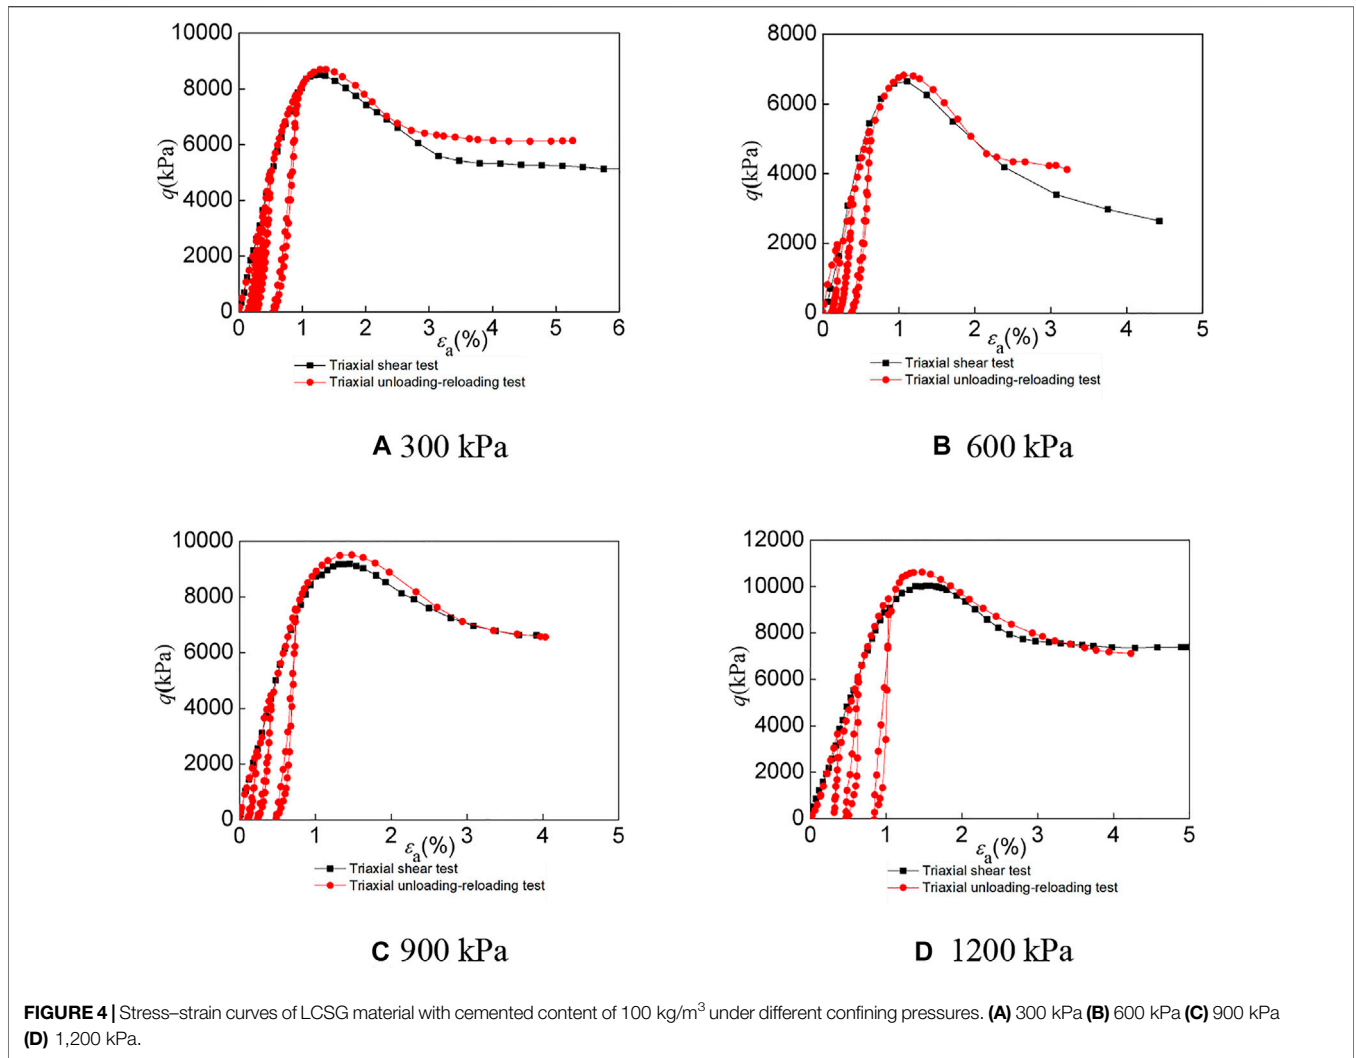 10000
8000
6000
4000
2000
0
q(kPa)
0 1 2 3 4 5 6
εa(%)
Triaxial shear test
Triaxial unloading-reloading test
A 300 kPa
8000
6000
4000
2000
0
q(kPa)
0 1 2 3 4 5
εa(%)
Triaxial shear test
Triaxial unloading-reloading test
B 600 kPa
10000
8000
6000
4000
2000
0
q(kPa)
0 1 2 3 4 5
εa(%)
Triaxial shear test
Triaxial unloading-reloading test
C 900 kPa
12000
10000
8000
6000
4000
2000
0
q(kPa)
0 1 2 3 4 5
εa(%)
Triaxial shear test
Triaxial unloading-reloading test
D 1200 kPa
FIGURE 4 | Stress–strain curves of LCSG material with cemented content of 100 kg/m³ under different confining pressures. (A) 300 kPa (B) 600 kPa (C) 900 kPa
(D) 1,200 kPa.